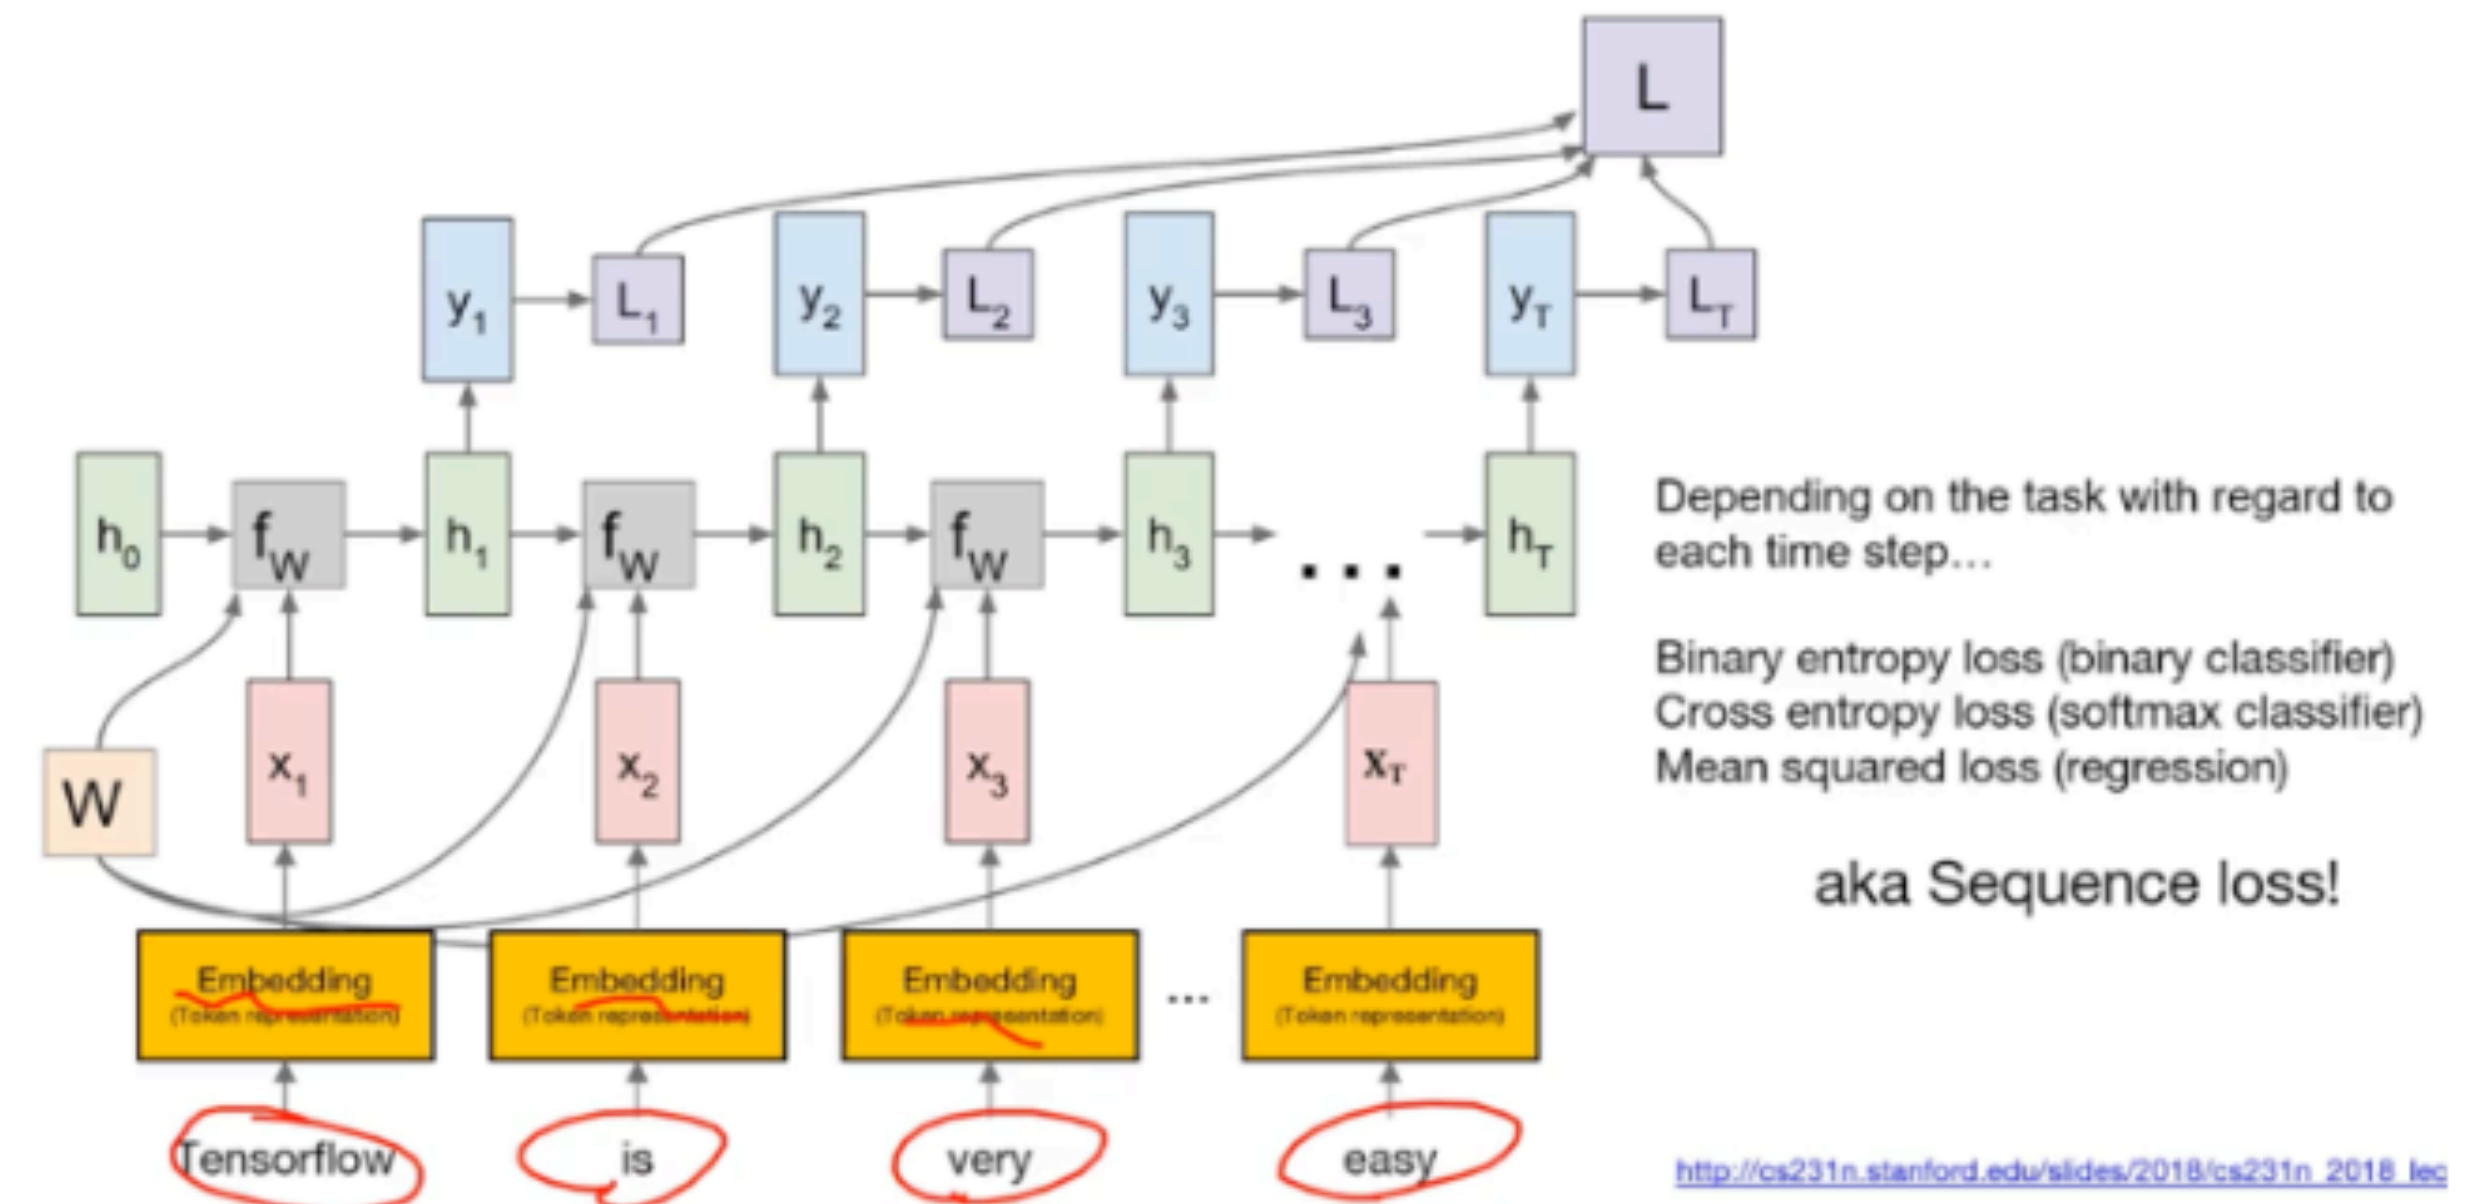 L
y1
L1
y2
L2
y3
L3
yT
LT
h0
fW
h1
fW
h2
fW
h3
...
hT
Depending on the task with regard to
each time step...
Binary entropy loss (binary classifier)
Cross entropy loss (softmax classifier)
Mean squared loss (regression)
aka Sequence loss!
W
x1
x2
x3
xT
Embedding
(Token representation)
Embedding
(Token representation)
Embedding
(Token representation)
...
Embedding
(Token representation)
Tensorflow
is
very
easy
http://cs231n.stanford.edu/slides/2018/cs231n_2018_lec